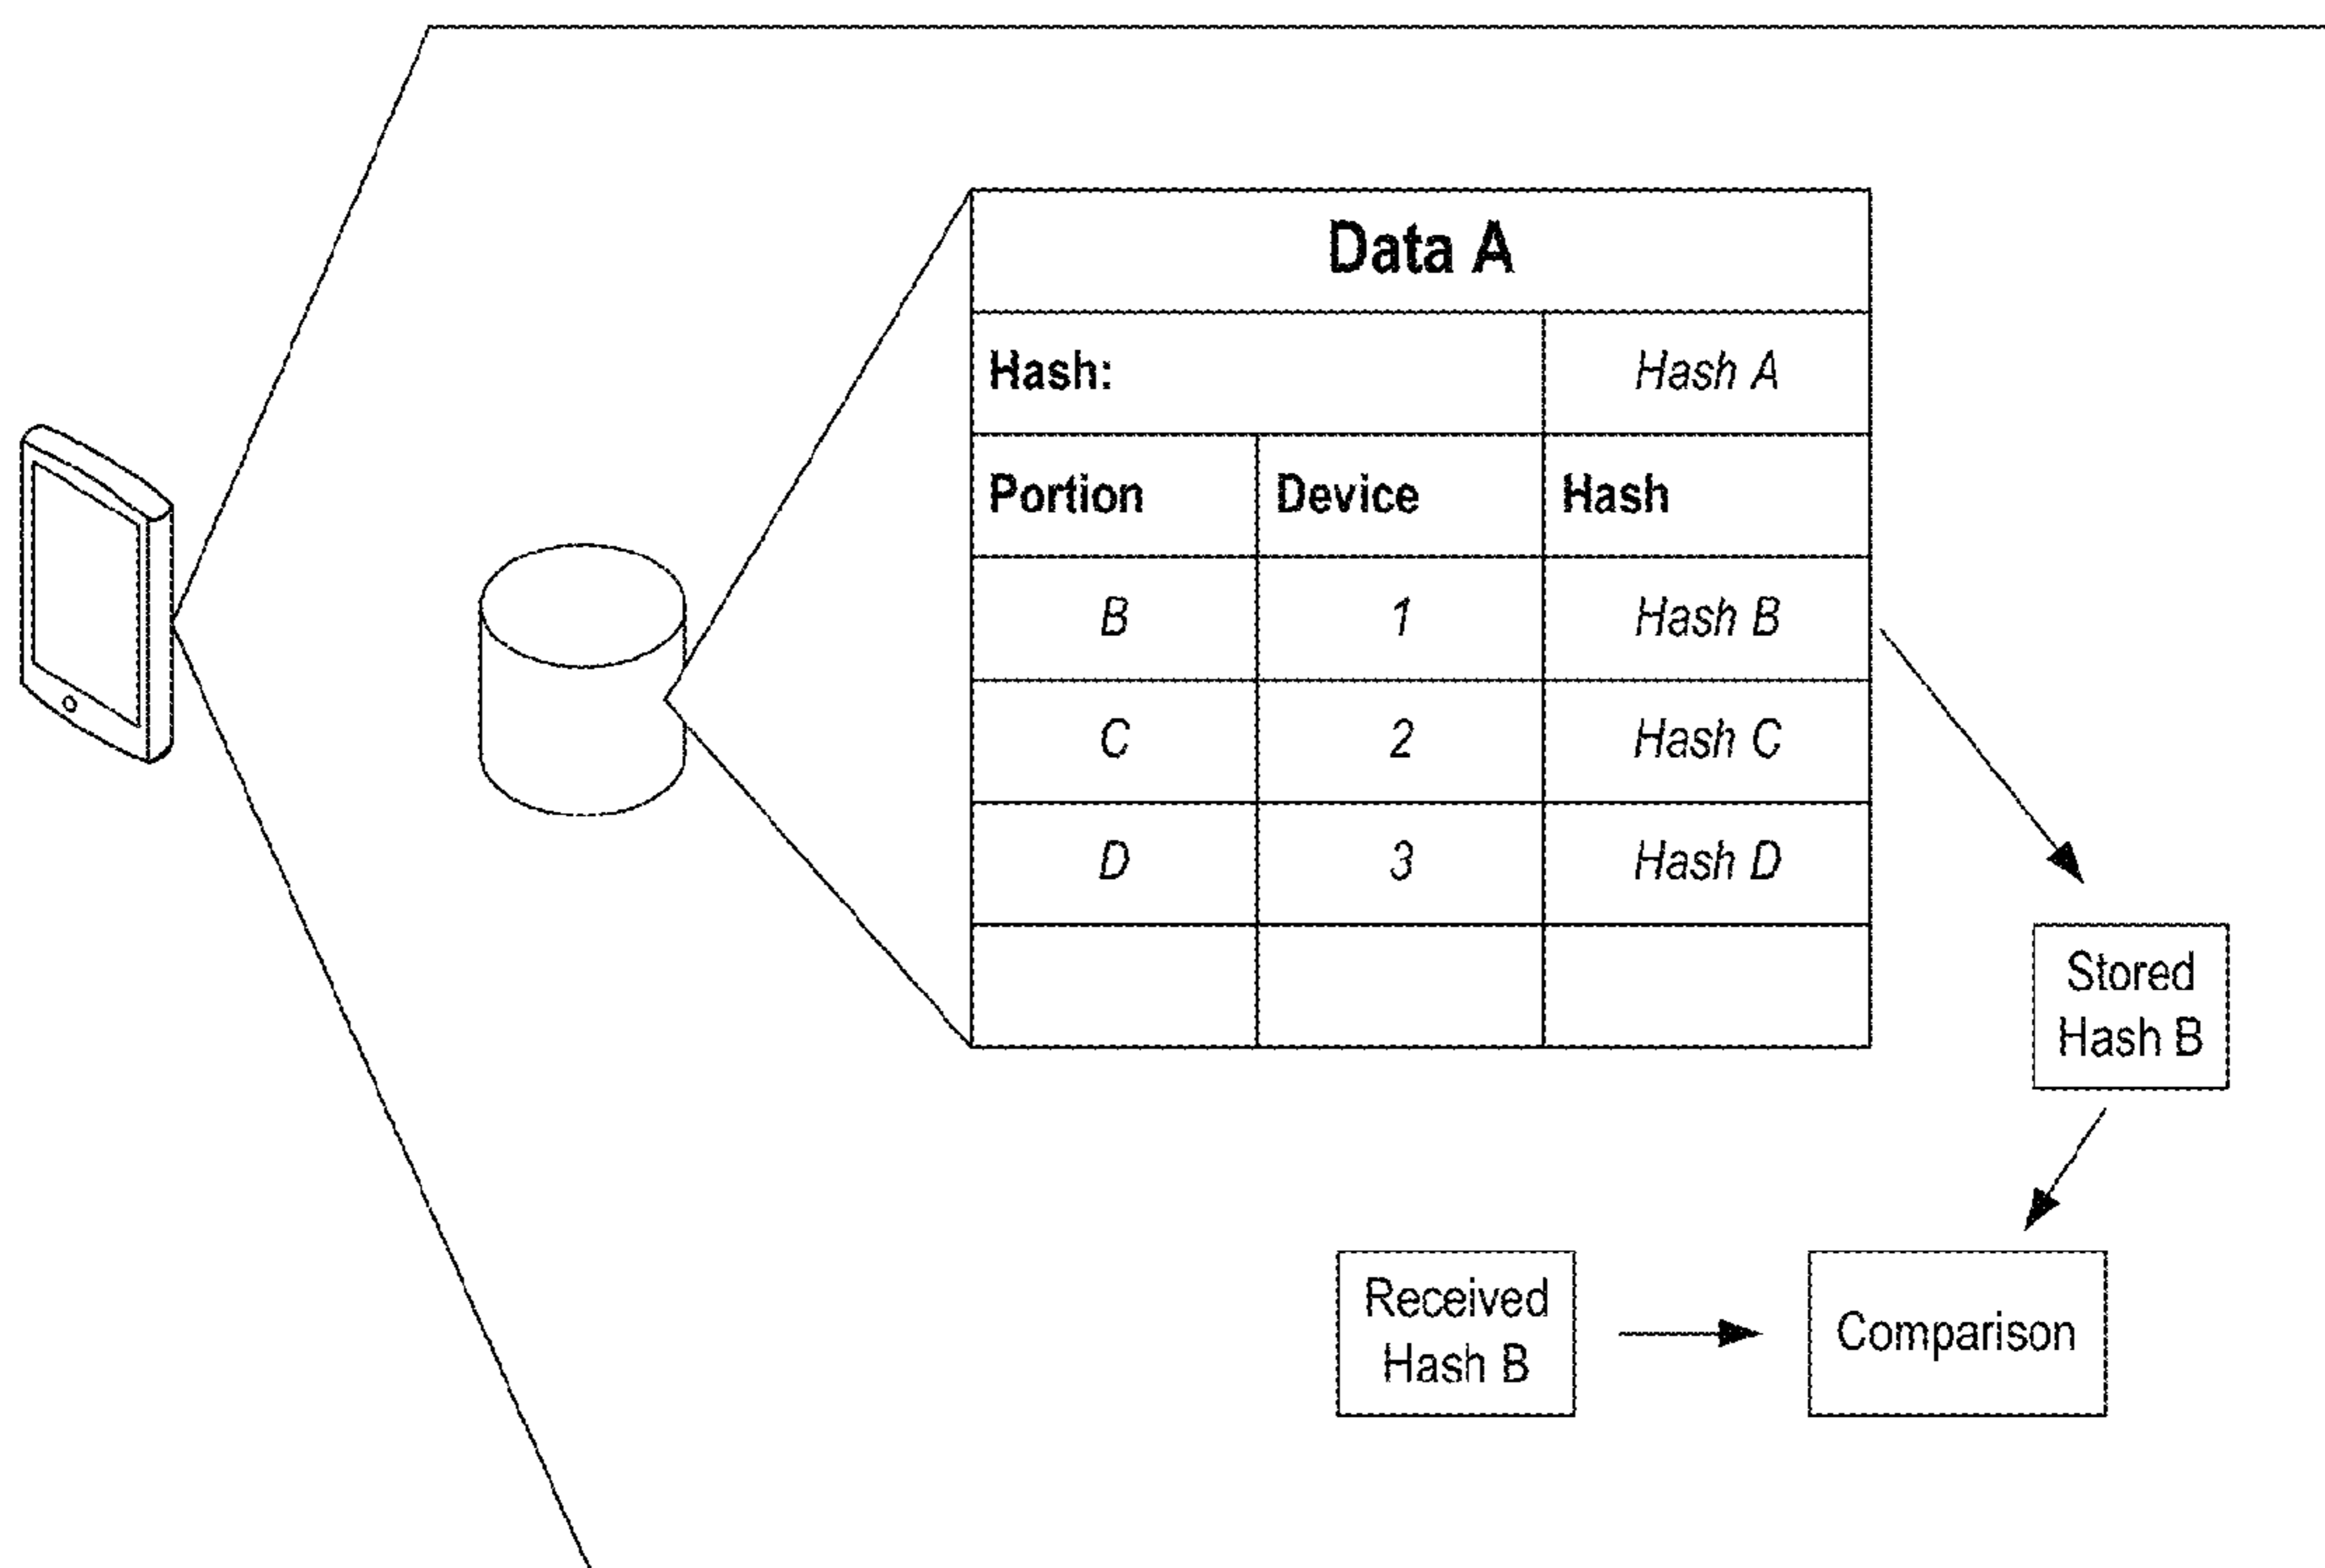 Data A
Hash: Hash A
Portion Device Hash
B 1 Hash B
C 2 Hash C
D 3 Hash D
Stored
Hash B
Received
Hash B
Comparison